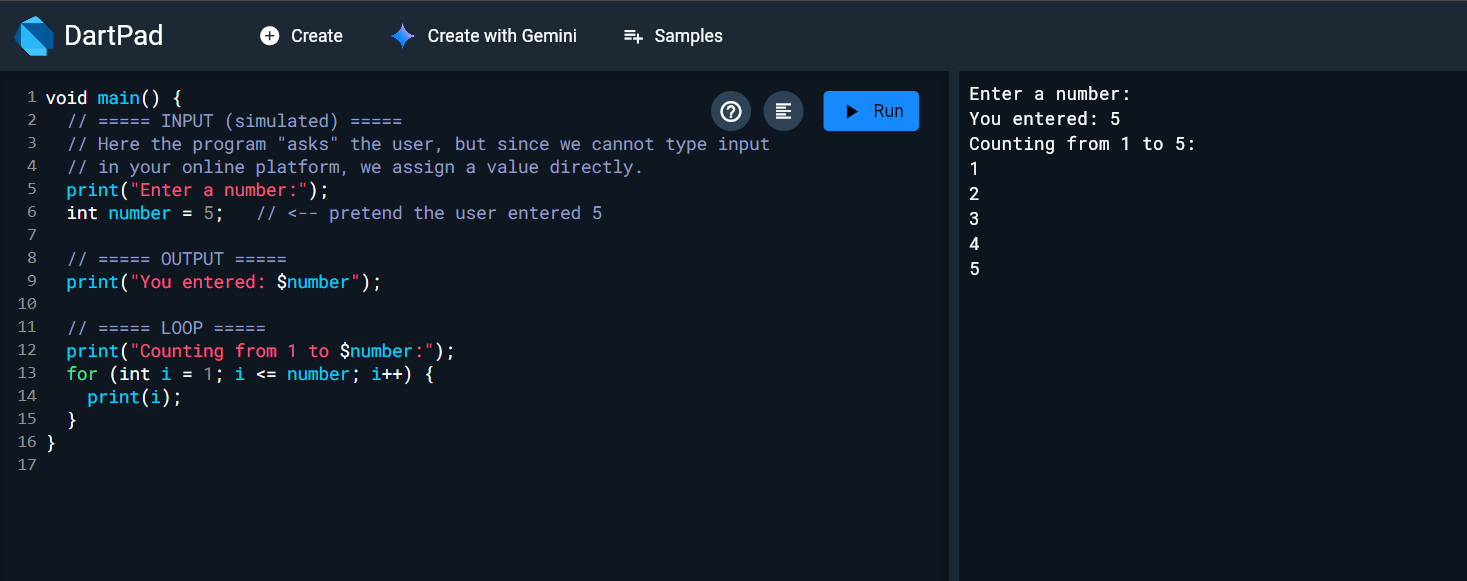 DartPad
Create
Create with Gemini
Samples
Run
1 void main() {
2   // ===== INPUT (simulated) =====
3   // Here the program "asks" the user, but since we cannot type input
4   // in your online platform, we assign a value directly.
5   print("Enter a number:");
6   int number = 5;   // <-- pretend the user entered 5
7
8   // ===== OUTPUT =====
9   print("You entered: $number");
10
11   // ===== LOOP =====
12   print("Counting from 1 to $number:");
13   for (int i = 1; i <= number; i++) {
14     print(i);
15   }
16 }
17
Enter a number:
You entered: 5
Counting from 1 to 5:
1
2
3
4
5